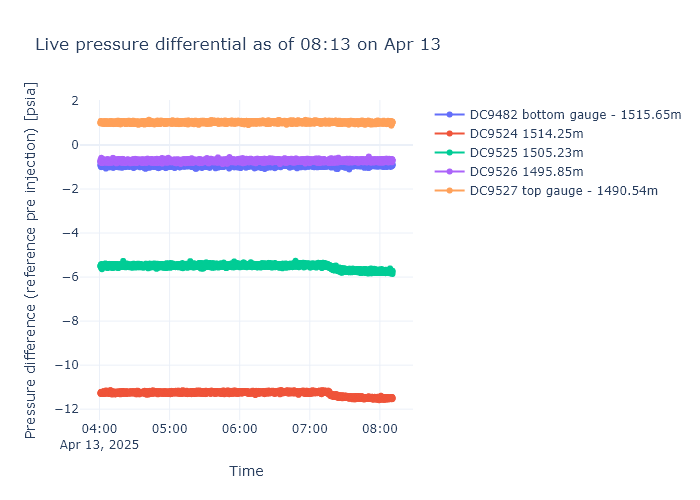 Live pressure differential as of 08:13 on Apr 13
Pressure difference (reference pre injection) [psia]
2
0
−2
−4
−6
−8
−10
−12
04:00
Apr 13, 2025
05:00
06:00
07:00
08:00
Time
DC9482 bottom gauge - 1515.65m
DC9524 1514.25m
DC9525 1505.23m
DC9526 1495.85m
DC9527 top gauge - 1490.54m